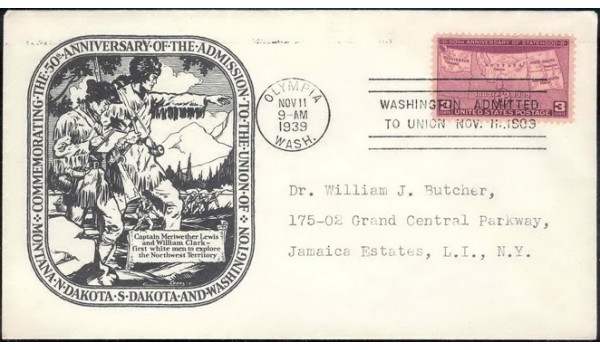 COMMEMORATING·THE·50th·ANNIVERSARY·OF·THE·ADMISSION·TO·THE·UNION·OF·
MONTANA·N·DAKOTA·S·DAKOTA·AND·WASHINGTON·
Captain Meriwether Lewis
and William Clark-
first white men to explore
the Northwest Territory
OLYMPIA
NOV 11
9-AM
1939
WASH.
50TH ANNIVERSARY OF STATEHOOD
MONTANA
3¢ UNITED STATES POSTAGE 3¢
WASHINGTON ADMITTED
TO UNION NOV. 11, 1889
Dr. William J. Butcher,
175-02 Grand Central Parkway,
Jamaica Estates, L.I., N.Y.